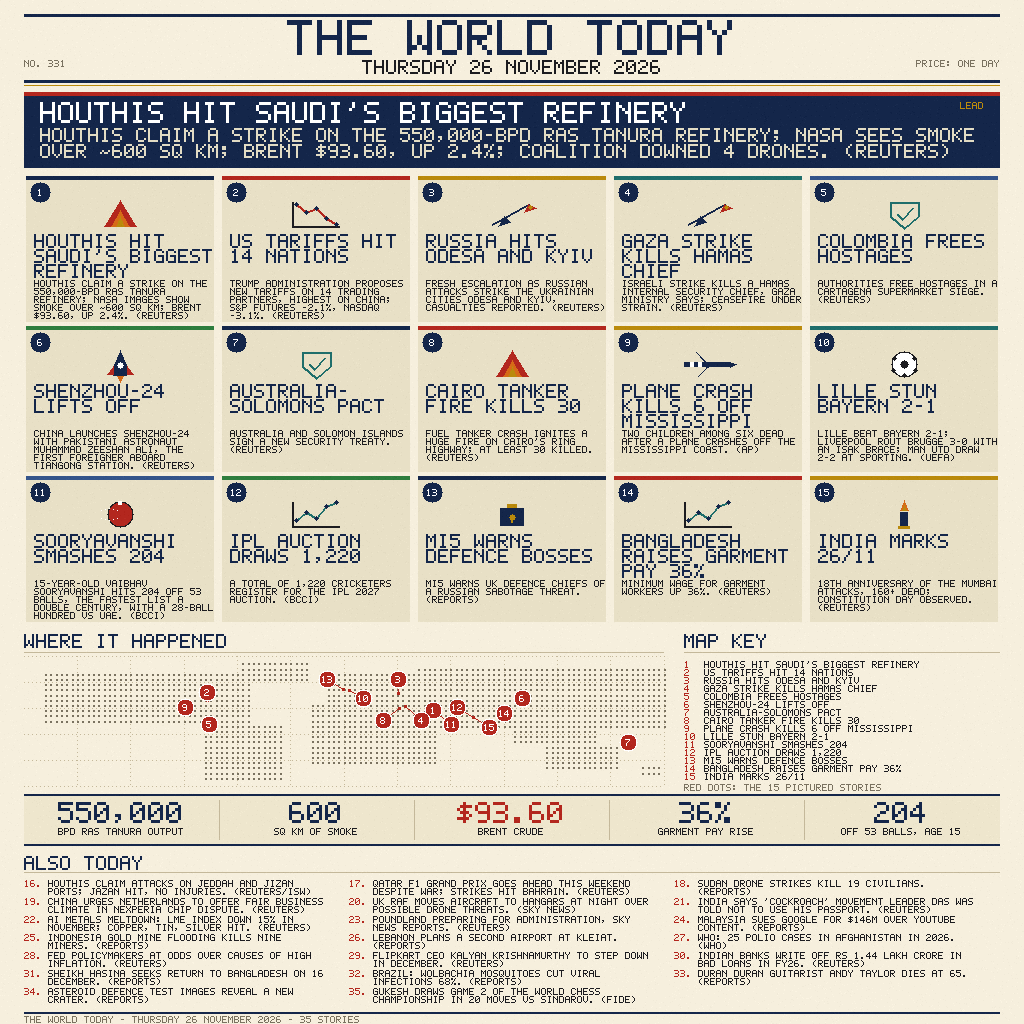 THE WORLD TODAY
NO. 331
THURSDAY 26 NOVEMBER 2026
PRICE: ONE DAY
HOUTHIS HIT SAUDI'S BIGGEST REFINERY
LEAD
HOUTHIS CLAIM A STRIKE ON THE 550,000-BPD RAS TANURA REFINERY; NASA SEES SMOKE
OVER ~600 SQ KM; BRENT $93.60, UP 2.4%; COALITION DOWNED 4 DRONES. (REUTERS)
1
HOUTHIS HIT
SAUDI'S BIGGEST
REFINERY
HOUTHIS CLAIM A STRIKE ON THE
550,000-BPD RAS TANURA
REFINERY; NASA IMAGES SHOW
SMOKE OVER ~600 SQ KM; BRENT
$93.60, UP 2.4%. (REUTERS)
2
US TARIFFS HIT
14 NATIONS
TRUMP ADMINISTRATION PROPOSES
NEW TARIFFS ON 14 TRADING
PARTNERS, HIGHEST ON CHINA;
S&P FUTURES -2.1%, NASDAQ
-3.1%. (REUTERS)
3
RUSSIA HITS
ODESA AND KYIV
FRESH ESCALATION AS RUSSIAN
ATTACKS STRIKE THE UKRAINIAN
CITIES ODESA AND KYIV,
CASUALTIES REPORTED. (REUTERS)
4
GAZA STRIKE
KILLS HAMAS
CHIEF
ISRAELI STRIKE KILLS A HAMAS
INTERNAL SECURITY CHIEF, GAZA
MINISTRY SAYS; CEASEFIRE UNDER
STRAIN. (REUTERS)
5
COLOMBIA FREES
HOSTAGES
AUTHORITIES FREE HOSTAGES IN A
CARTAGENA SUPERMARKET SIEGE.
(REUTERS)
6
SHENZHOU-24
LIFTS OFF
CHINA LAUNCHES SHENZHOU-24
WITH PAKISTANI ASTRONAUT
MUHAMMAD ZEESHAN ALI, THE
FIRST FOREIGNER ABOARD
TIANGONG STATION. (REUTERS)
7
AUSTRALIA-
SOLOMONS PACT
AUSTRALIA AND SOLOMON ISLANDS
SIGN A NEW SECURITY TREATY.
(REUTERS)
8
CAIRO TANKER
FIRE KILLS 30
FUEL TANKER CRASH IGNITES A
HUGE FIRE ON CAIRO'S RING
HIGHWAY; AT LEAST 30 KILLED.
(REUTERS)
9
PLANE CRASH
KILLS 6 OFF
MISSISSIPPI
TWO CHILDREN AMONG SIX DEAD
AFTER A PLANE CRASHES OFF THE
MISSISSIPPI COAST. (AP)
10
LILLE STUN
BAYERN 2-1
LILLE BEAT BAYERN 2-1;
LIVERPOOL ROUT BRUGGE 3-0 WITH
AN ISAK BRACE; MAN UTD DRAW
2-2 AT SPORTING. (UEFA)
11
SOORYAVANSHI
SMASHES 204
15-YEAR-OLD VAIBHAV
SOORYAVANSHI HITS 204 OFF 53
BALLS, THE FASTEST LIST A
DOUBLE CENTURY, WITH A 28-BALL
HUNDRED VS UAE. (BCCI)
12
IPL AUCTION
DRAWS 1,220
A TOTAL OF 1,220 CRICKETERS
REGISTER FOR THE IPL 2027
AUCTION. (BCCI)
13
MI5 WARNS
DEFENCE BOSSES
MI5 WARNS UK DEFENCE CHIEFS OF
A RUSSIAN SABOTAGE THREAT.
(REPORTS)
14
BANGLADESH
RAISES GARMENT
PAY 36%
MINIMUM WAGE FOR GARMENT
WORKERS UP 36%. (REUTERS)
15
INDIA MARKS
26/11
18TH ANNIVERSARY OF THE MUMBAI
ATTACKS, 160+ DEAD;
CONSTITUTION DAY OBSERVED.
(REUTERS)
WHERE IT HAPPENED
13
3
2
10
6
9
1
12
14
5
8
4
11
15
7
MAP KEY
1 HOUTHIS HIT SAUDI'S BIGGEST REFINERY
2 US TARIFFS HIT 14 NATIONS
3 RUSSIA HITS ODESA AND KYIV
4 GAZA STRIKE KILLS HAMAS CHIEF
5 COLOMBIA FREES HOSTAGES
6 SHENZHOU-24 LIFTS OFF
7 AUSTRALIA-SOLOMONS PACT
8 CAIRO TANKER FIRE KILLS 30
9 PLANE CRASH KILLS 6 OFF MISSISSIPPI
10 LILLE STUN BAYERN 2-1
11 SOORYAVANSHI SMASHES 204
12 IPL AUCTION DRAWS 1,220
13 MI5 WARNS DEFENCE BOSSES
14 BANGLADESH RAISES GARMENT PAY 36%
15 INDIA MARKS 26/11
RED DOTS: THE 15 PICTURED STORIES
550,000
BPD RAS TANURA OUTPUT
600
SQ KM OF SMOKE
$93.60
BRENT CRUDE
36%
GARMENT PAY RISE
204
OFF 53 BALLS, AGE 15
ALSO TODAY
16. HOUTHIS CLAIM ATTACKS ON JEDDAH AND JIZAN
PORTS; JAZAN HIT, NO INJURIES. (REUTERS/ISW)
17. QATAR F1 GRAND PRIX GOES AHEAD THIS WEEKEND
DESPITE WAR; STRIKES HIT BAHRAIN. (REUTERS)
18. SUDAN DRONE STRIKES KILL 19 CIVILIANS.
(REPORTS)
19. CHINA URGES NETHERLANDS TO OFFER FAIR BUSINESS
CLIMATE IN NEXPERIA CHIP DISPUTE. (REUTERS)
20. UK RAF MOVES AIRCRAFT TO HANGARS AT NIGHT OVER
POSSIBLE DRONE THREATS. (SKY NEWS)
21. INDIA SAYS 'COCKROACH' MOVEMENT LEADER DAS WAS
TOLD NOT TO USE HIS PASSPORT. (REUTERS)
22. AI METALS MELTDOWN: LME INDEX DOWN 15% IN
NOVEMBER; COPPER, TIN, SILVER HIT. (REUTERS)
23. POUNDLAND PREPARING FOR ADMINISTRATION, SKY
NEWS REPORTS. (REUTERS)
24. MALAYSIA SUES GOOGLE FOR $146M OVER YOUTUBE
CONTENT. (REPORTS)
25. INDONESIA GOLD MINE FLOODING KILLS NINE
MINERS. (REPORTS)
26. LEBANON PLANS A SECOND AIRPORT AT KLEIAT.
(REPORTS)
27. WHO: 25 POLIO CASES IN AFGHANISTAN IN 2026.
(WHO)
28. FED POLICYMAKERS AT ODDS OVER CAUSES OF HIGH
INFLATION. (REUTERS)
29. FLIPKART CEO KALYAN KRISHNAMURTHY TO STEP DOWN
IN DECEMBER. (REUTERS)
30. INDIAN BANKS WRITE OFF RS 1.44 LAKH CRORE IN
BAD LOANS IN FY26. (REUTERS)
31. SHEIKH HASINA SEEKS RETURN TO BANGLADESH ON 16
DECEMBER. (REPORTS)
32. BRAZIL: WOLBACHIA MOSQUITOES CUT VIRAL
INFECTIONS 68%. (REPORTS)
33. DURAN DURAN GUITARIST ANDY TAYLOR DIES AT 65.
(REPORTS)
34. ASTEROID DEFENCE TEST IMAGES REVEAL A NEW
CRATER. (REPORTS)
35. GUKESH DRAWS GAME 2 OF THE WORLD CHESS
CHAMPIONSHIP IN 20 MOVES VS SINDAROV. (FIDE)
THE WORLD TODAY - THURSDAY 26 NOVEMBER 2026 - 35 STORIES